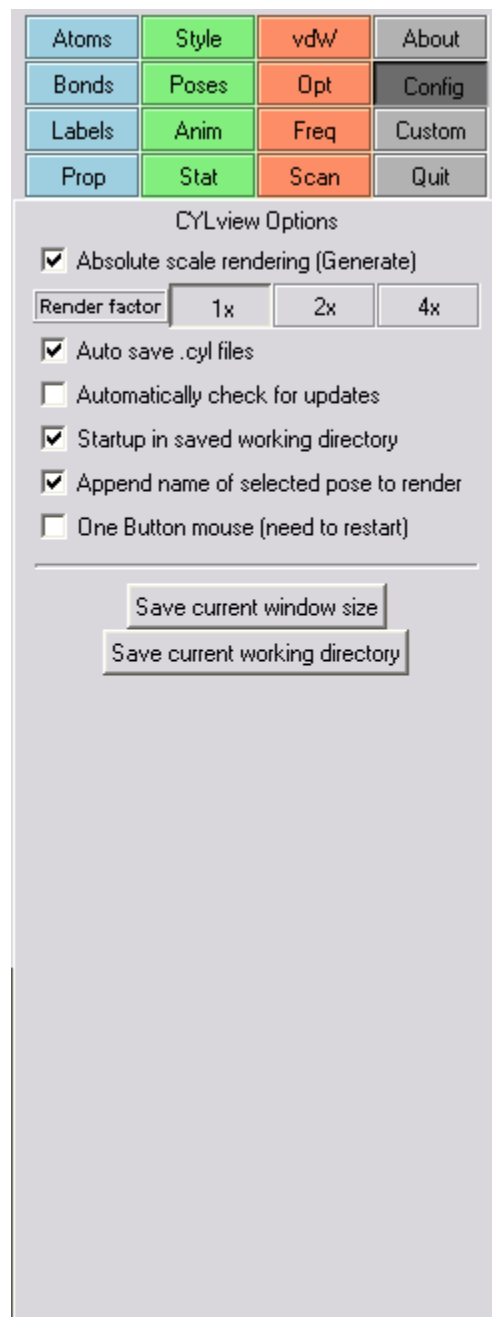 Atoms Style vdW About
Bonds Poses Opt Config
Labels Anim Freq Custom
Prop Stat Scan Quit
CYLview Options
Absolute scale rendering (Generate)
Render factor 1x 2x 4x
Auto save .cyl files
Automatically check for updates
Startup in saved working directory
Append name of selected pose to render
One Button mouse (need to restart)
Save current window size
Save current working directory